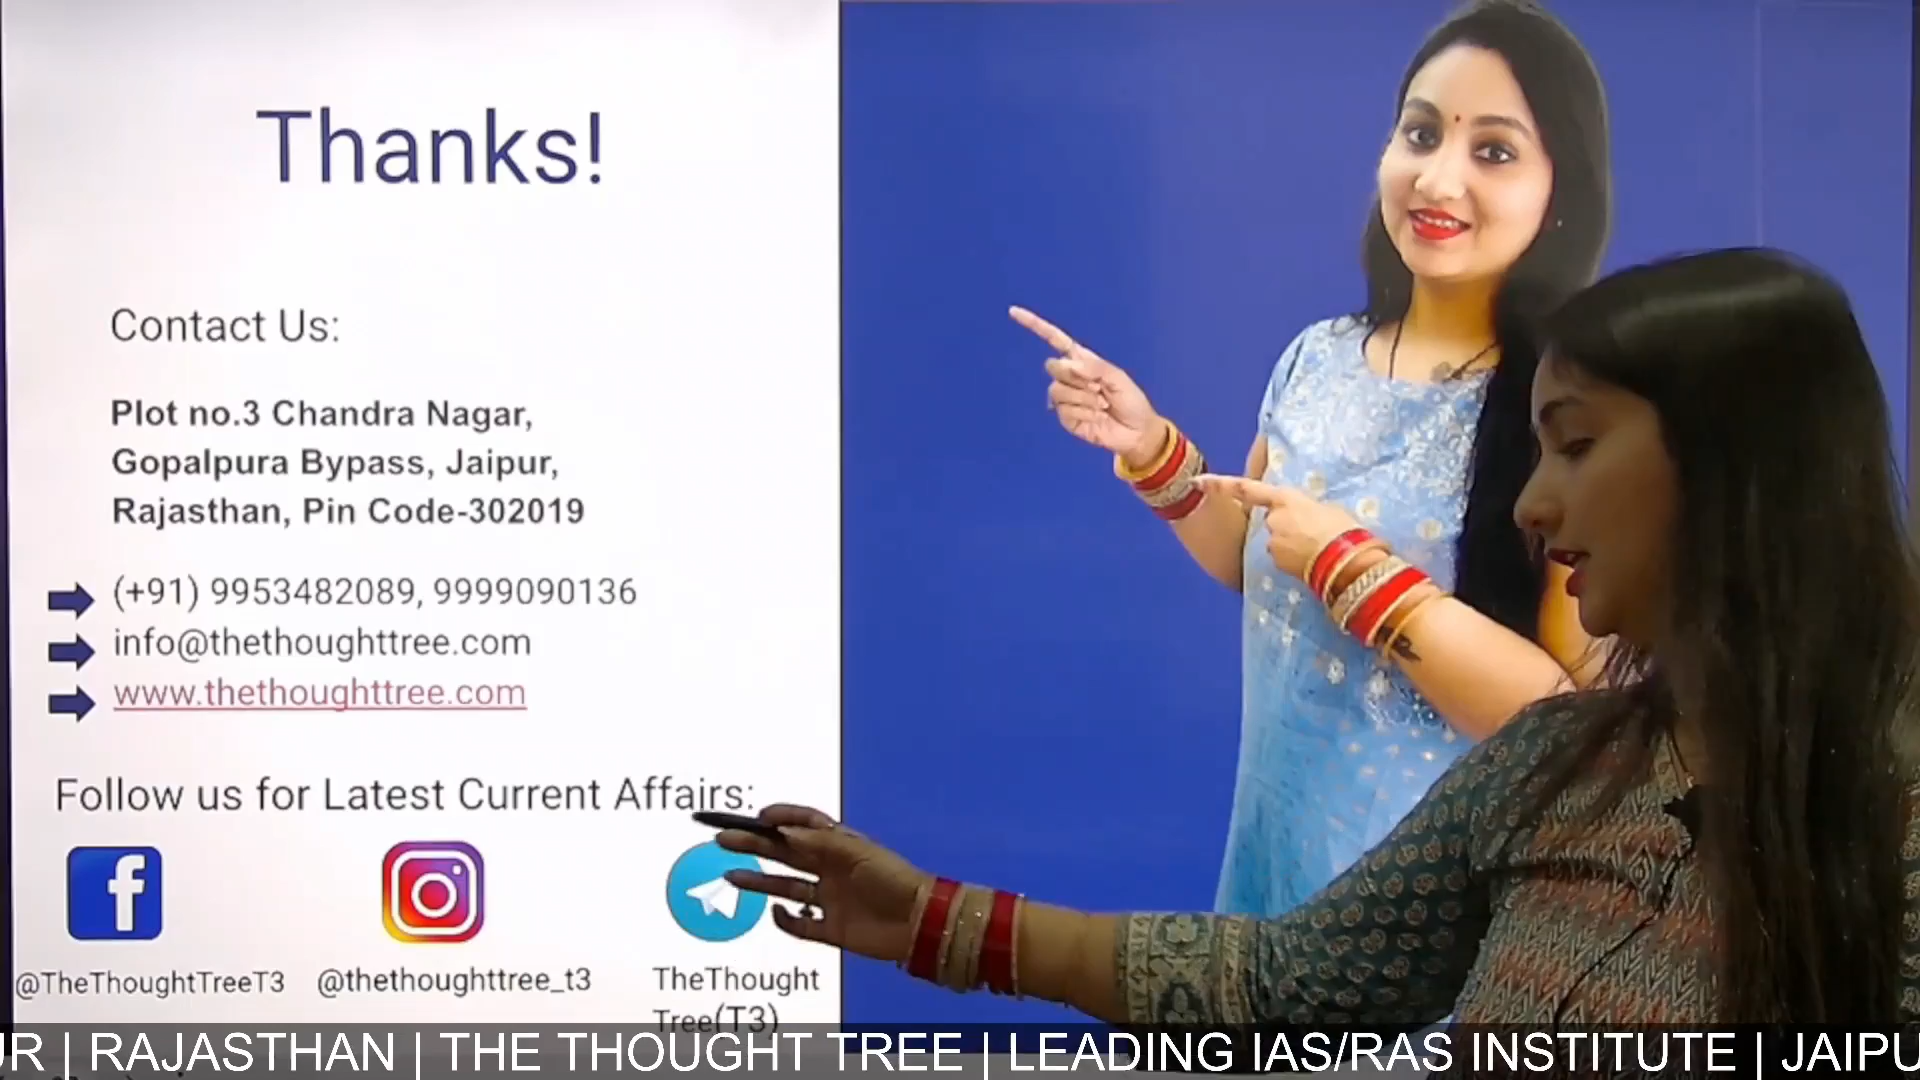 Thanks!
Contact Us:
Plot no.3 Chandra Nagar,
Gopalpura Bypass, Jaipur,
Rajasthan, Pin Code-302019
(+91) 9953482089, 9999090136
info@thethoughttree.com
www.thethoughttree.com
Follow us for Latest Current Affairs:
@TheThoughtTreeT3
@thethoughttree_t3
TheThought
Tree(T3)
UR | RAJASTHAN | THE THOUGHT TREE | LEADING IAS/RAS INSTITUTE | JAIPU